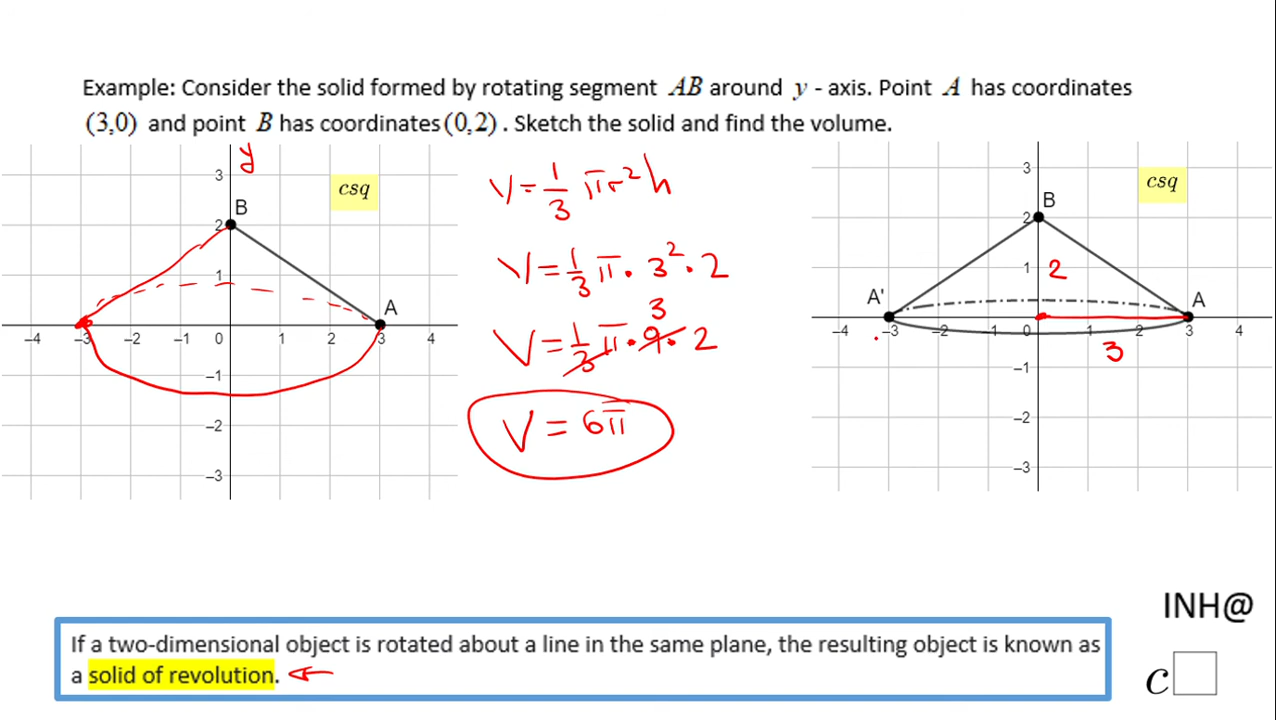 Example: Consider the solid formed by rotating segment AB around y - axis. Point A has coordinates
(3,0) and point B has coordinates (0,2). Sketch the solid and find the volume.
y
3
csq
B
2
1
A
-4 -3 -2 -1 0 1 2 3 4
-1
-2
-3
V = 1/3 πr²h
V = 1/3 π · 3² · 2
3
V = 1/3 π · 9 · 2
V = 6π
3
csq
B
2
1
2
A'
A
-4 -3 -2 -1 0 1 2 3 4
3
-1
-2
-3
INH@
If a two-dimensional object is rotated about a line in the same plane, the resulting object is known as
a solid of revolution.
c